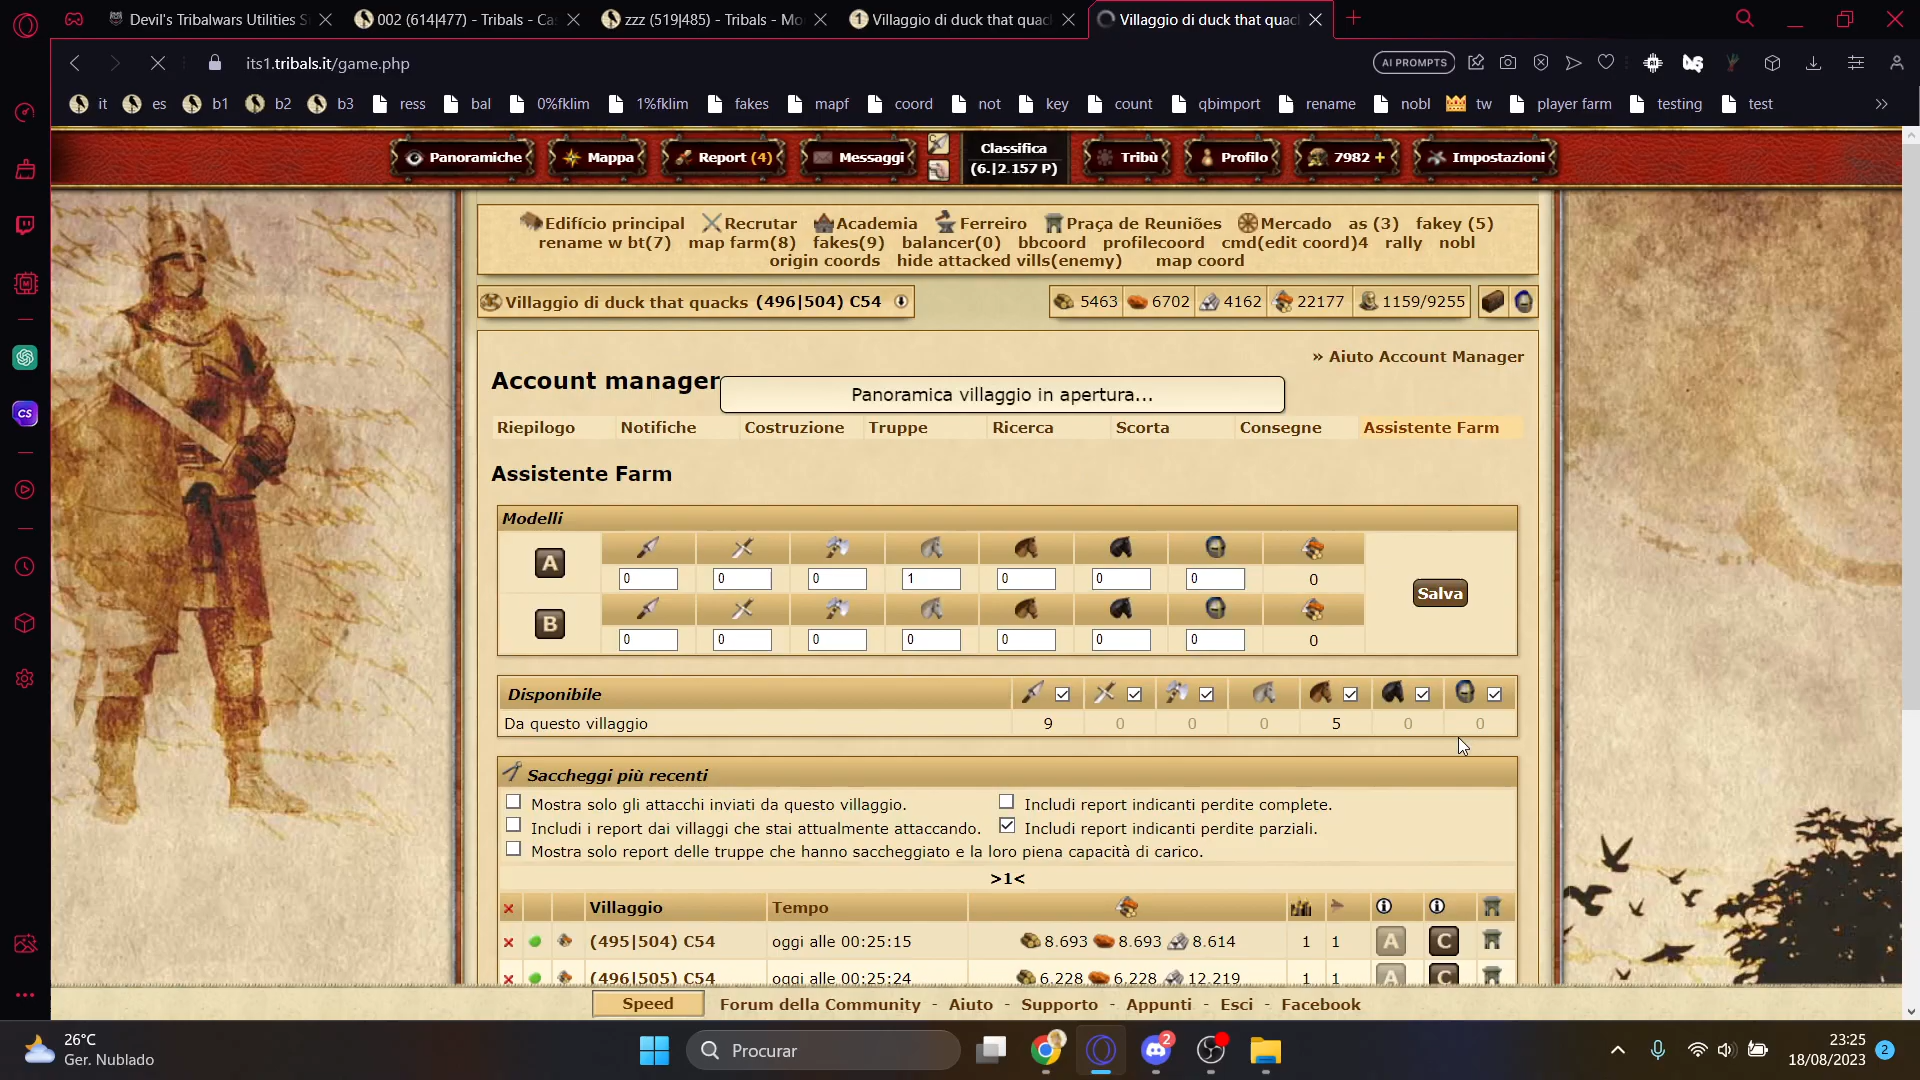 Devil's Tribalwars Utilities S
002 (614|477) - Tribals - Ca
zzz (519|485) - Tribals - Mo
Villaggio di duck that quac
Villaggio di duck that quac
its1.tribals.it/game.php
AI PROMPTS
it es b1 b2 b3 ress bal 0%fklim 1%fklim fakes mapf coord not key count qbimport rename nobl tw player farm testing test
Panoramiche Mappa Report (4) Messaggi Classifica (6.|2.157 P) Tribù Profilo 7982 + Impostazioni
Edifício principal Recrutar Academia Ferreiro Praça de Reuniões Mercado as (3) fakey (5)
rename w bt(7) map farm(8) fakes(9) balancer(0) bbcoord profilecoord cmd(edit coord)4 rally nobl
origin coords hide attacked vills(enemy) map coord
Villaggio di duck that quacks (496|504) C54 5463 6702 4162 22177 1159/9255
» Aiuto Account Manager
Account manager
Panoramica villaggio in apertura...
Riepilogo Notifiche Costruzione Truppe Ricerca Scorta Consegne Assistente Farm
CS
Assistente Farm
Modelli
A 0 0 0 1 0 0 0 0
Salva
B 0 0 0 0 0 0 0 0
Disponibile
Da questo villaggio 9 0 0 0 5 0 0
Saccheggi più recenti
Mostra solo gli attacchi inviati da questo villaggio. Includi report indicanti perdite complete.
Includi i report dai villaggi che stai attualmente attaccando. Includi report indicanti perdite parziali.
Mostra solo report delle truppe che hanno saccheggiato e la loro piena capacità di carico.
>1<
Villaggio Tempo
(495|504) C54 oggi alle 00:25:15 8.693 8.693 8.614 1 1 A C
(496|505) C54 oggi alle 00:25:24 6.228 6.228 12.219 1 1 A C
Speed Forum della Community - Aiuto - Supporto - Appunti - Esci - Facebook
26°C
Ger. Nublado
Procurar
2
23:25
18/08/2023
2